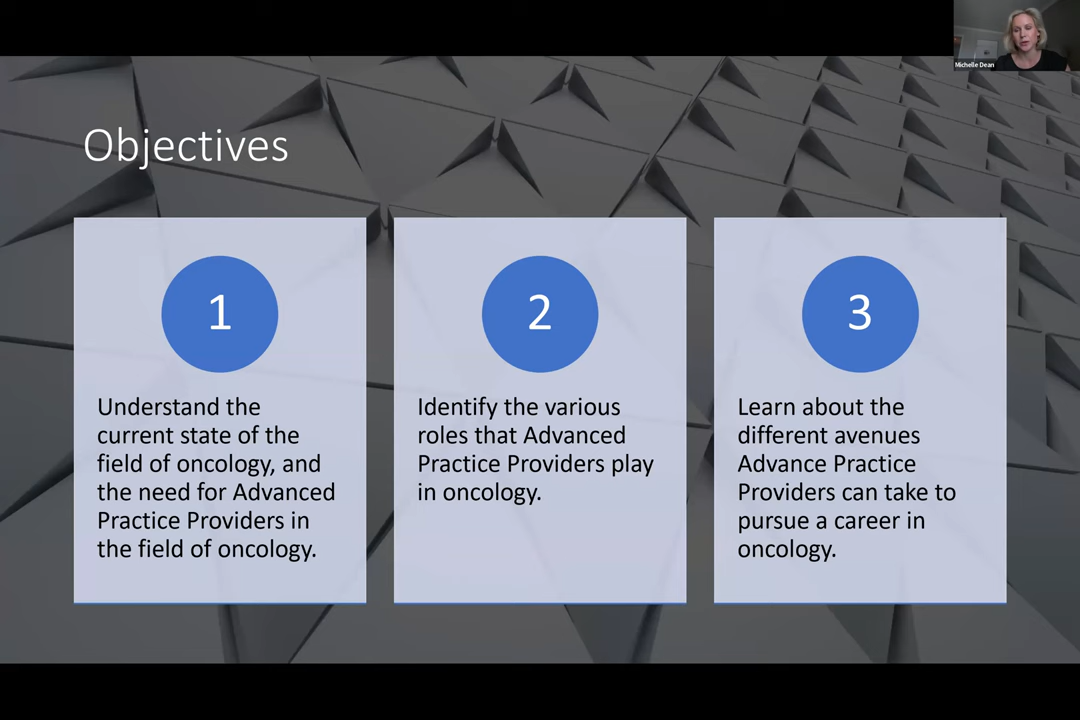 Michelle Dean
Objectives
1
Understand the
current state of the
field of oncology, and
the need for Advanced
Practice Providers in
the field of oncology.
2
Identify the various
roles that Advanced
Practice Providers play
in oncology.
3
Learn about the
different avenues
Advance Practice
Providers can take to
pursue a career in
oncology.